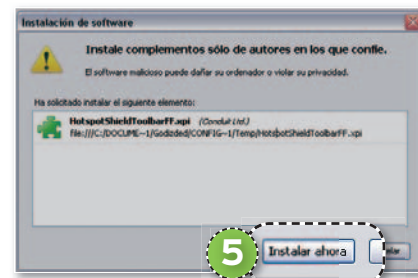 Instalación de software
Instale complementos sólo de autores en los que confíe.
El software malicioso puede dañar su ordenador o violar su privacidad.
Ha solicitado instalar el siguiente elemento:
HotspotShieldToolbarFF.xpi (Conduit Ltd.)
file:///C:/DOCUME~1/Godzided/CONFIG~1/Temp/HotspotShieldToolbarFF.xpi
5 Instalar ahora